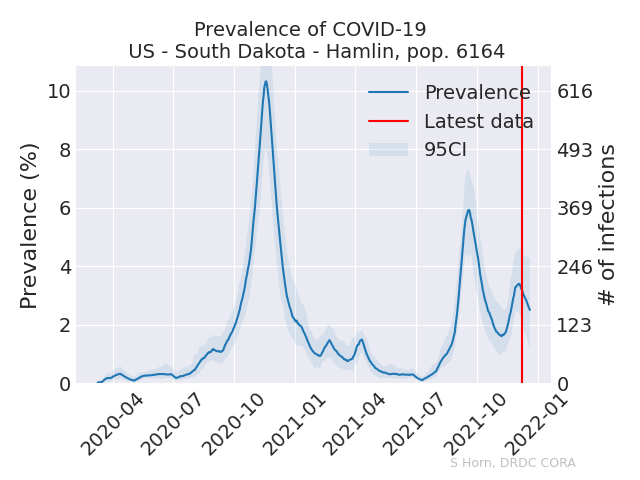 Prevalence of COVID-19
US - South Dakota - Hamlin, pop. 6164
Prevalence (%)
10
8
6
4
2
0
Prevalence
Latest data
95CI
616
493
369
246
123
0
# of infections
2020-04
2020-07
2020-10
2021-01
2021-04
2021-07
2021-10
2022-01
S Horn, DRDC CORA